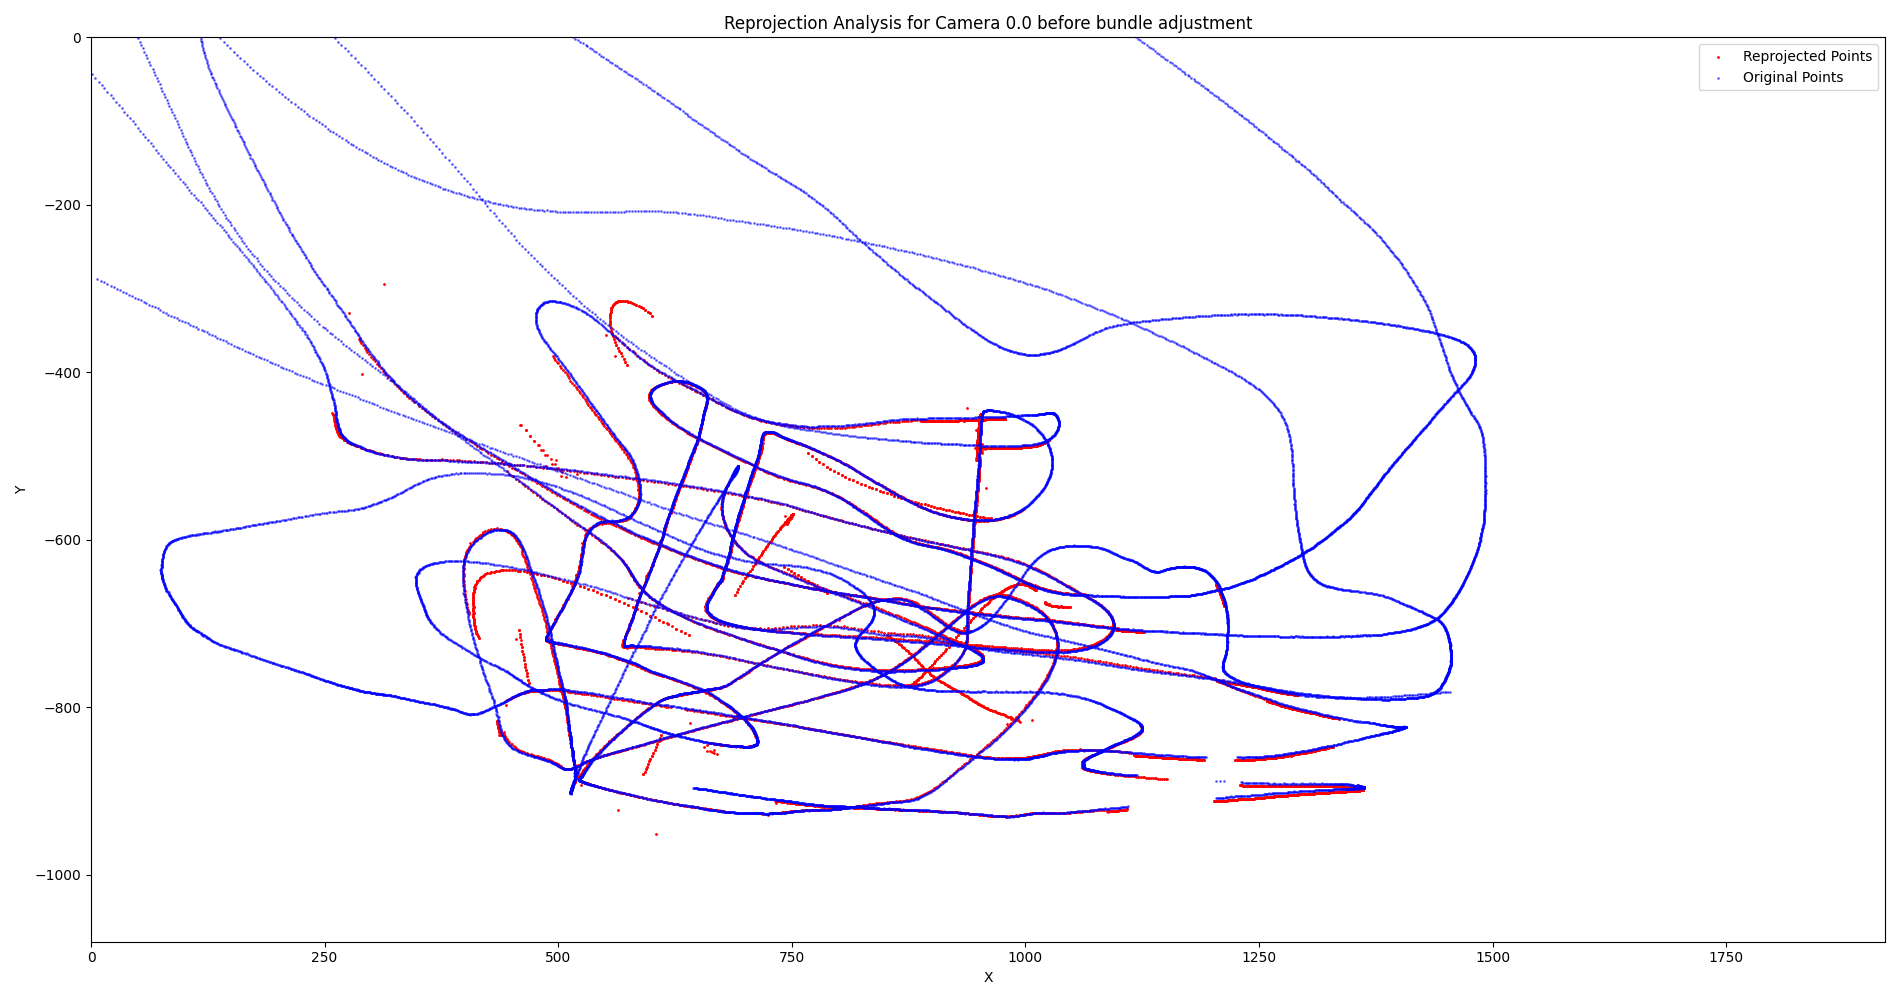 Reprojection Analysis for Camera 0.0 before bundle adjustment
Reprojected Points
Original Points
0
−200
−400
−600
−800
−1000
Y
0 250 500 750 1000 1250 1500 1750
X